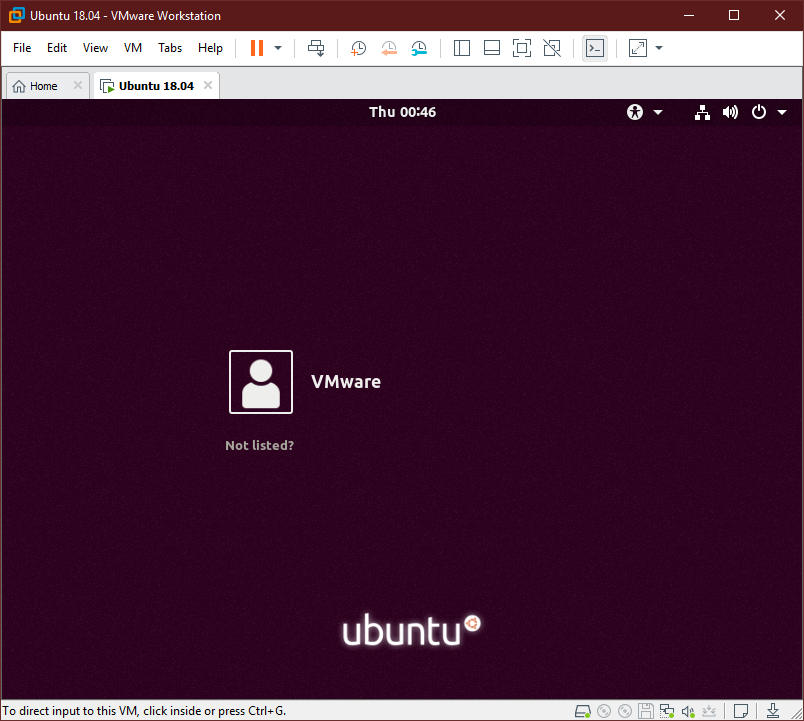 Ubuntu 18.04 - VMware Workstation
File Edit View VM Tabs Help
Home Ubuntu 18.04
Thu 00:46
VMware
Not listed?
ubuntu
To direct input to this VM, click inside or press Ctrl+G.